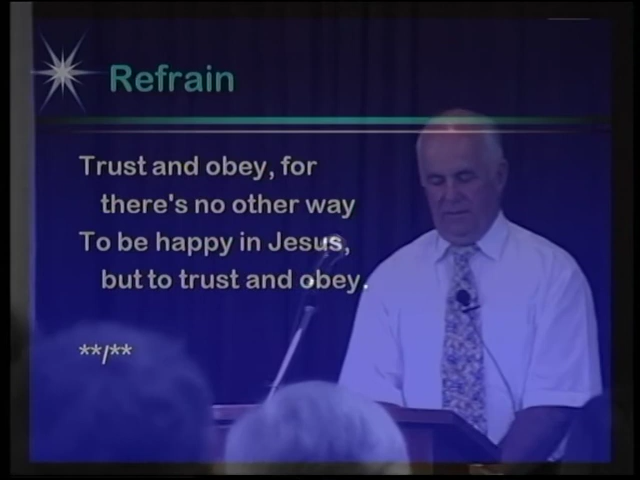 Refrain
Trust and obey, for
there's no other way
To be happy in Jesus,
but to trust and obey.
**/**